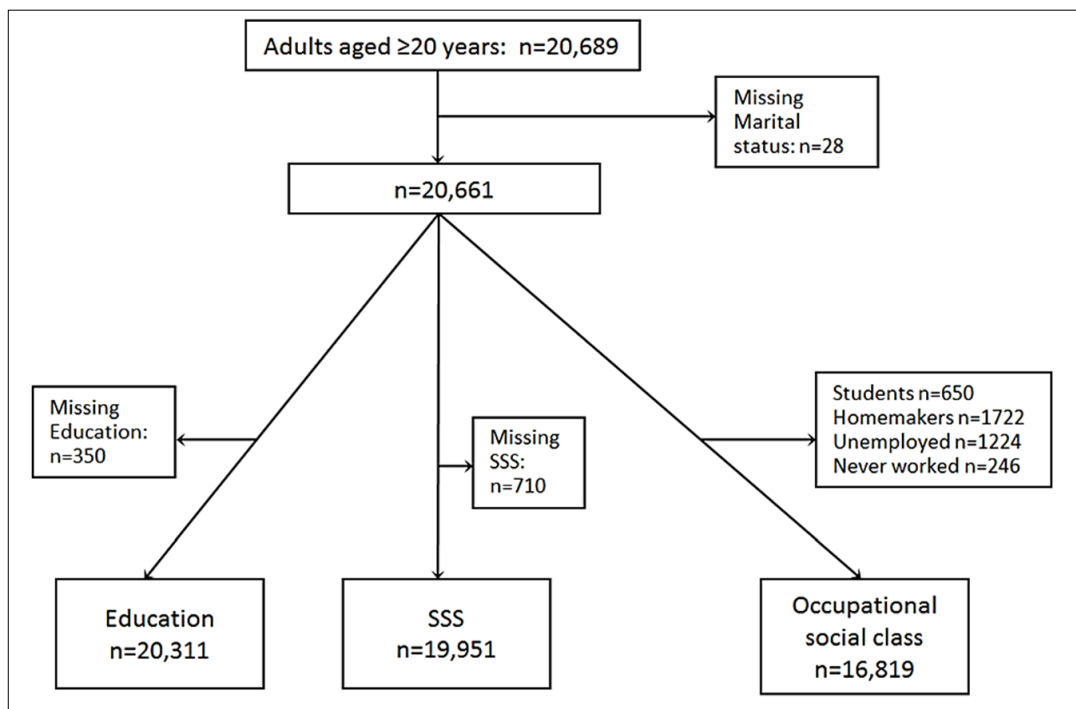 Adults aged ≥20 years:  n=20,689
Missing
Marital
status: n=28
n=20,661
Missing
Education:
n=350
Missing
SSS:
n=710
Students n=650
Homemakers n=1722
Unemployed n=1224
Never worked n=246
Education
n=20,311
SSS
n=19,951
Occupational
social class
n=16,819